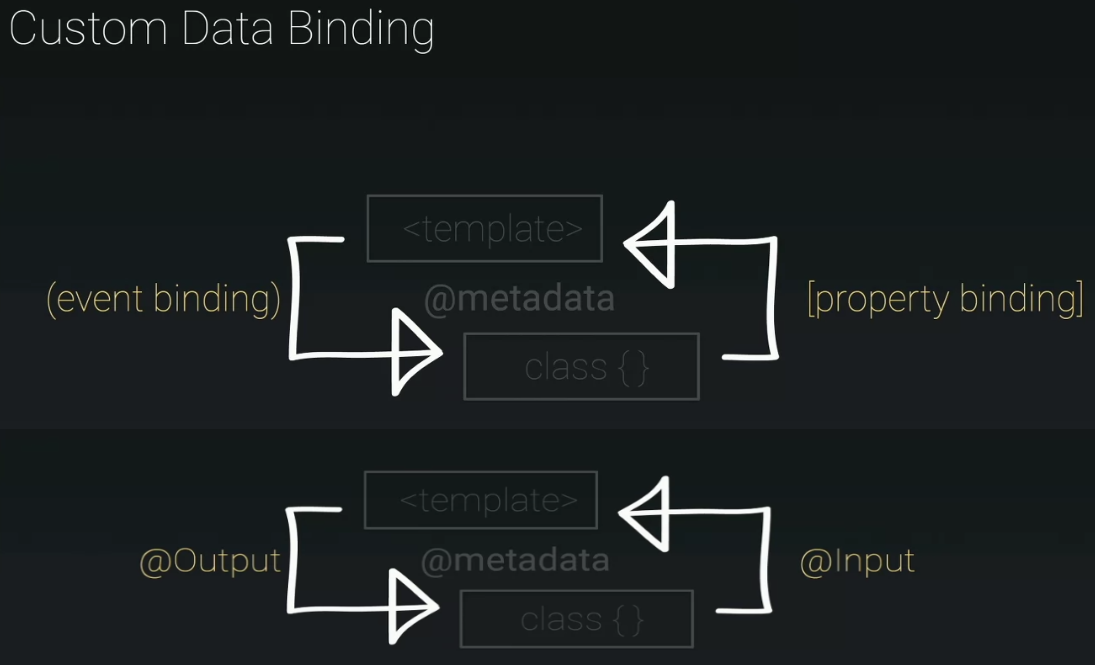 Custom Data Binding
<template>
(event binding)
@metadata
[property binding]
class {}
<template>
@Output
@metadata
@Input
class {}